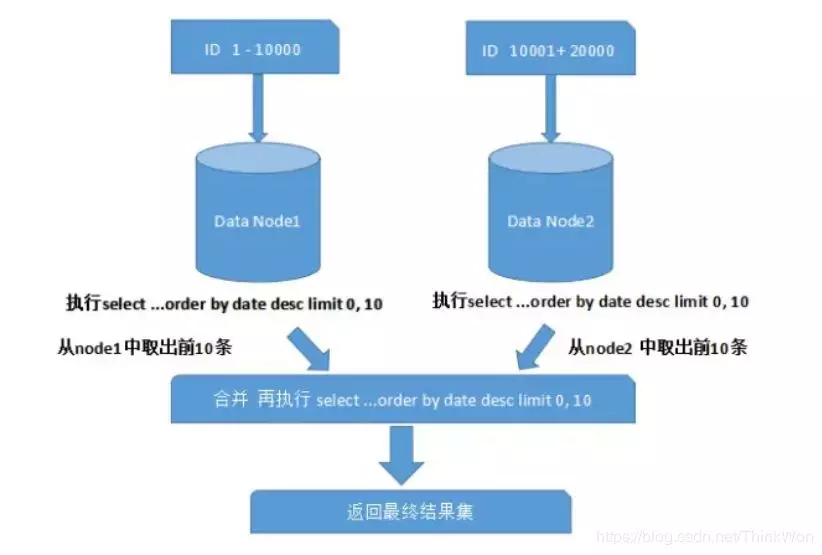 ID 1 - 10000
ID 10001+ 20000
Data Node1
Data Node2
执行select ...order by date desc limit 0, 10
执行select ...order by date desc limit 0, 10
从node1中取出前10条
从node2 中取出前10条
合并 再执行 select ...order by date desc limit 0, 10
返回最终结果集
https://blog.csdn.net/ThinkWon